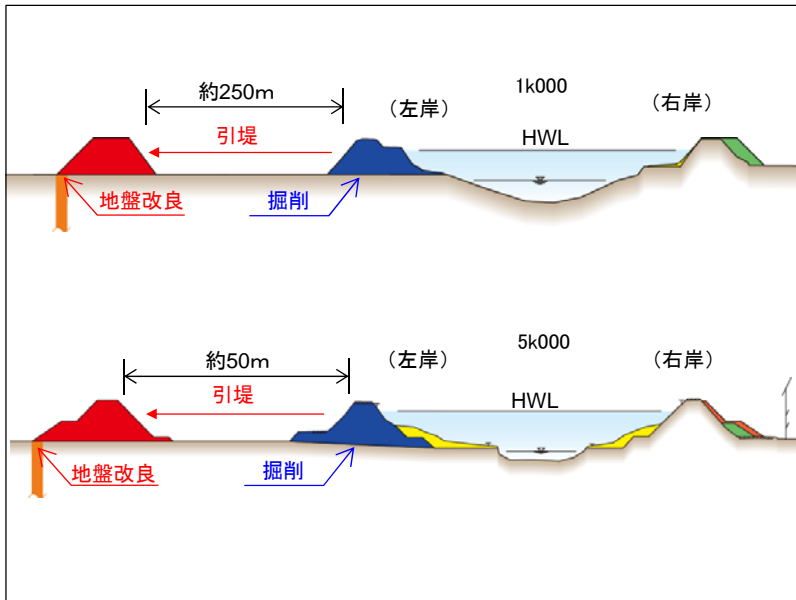 1k000
約250m
（左岸）
（右岸）
引堤
HWL
地盤改良
掘削
5k000
約50m
（左岸）
（右岸）
引堤
HWL
地盤改良
掘削